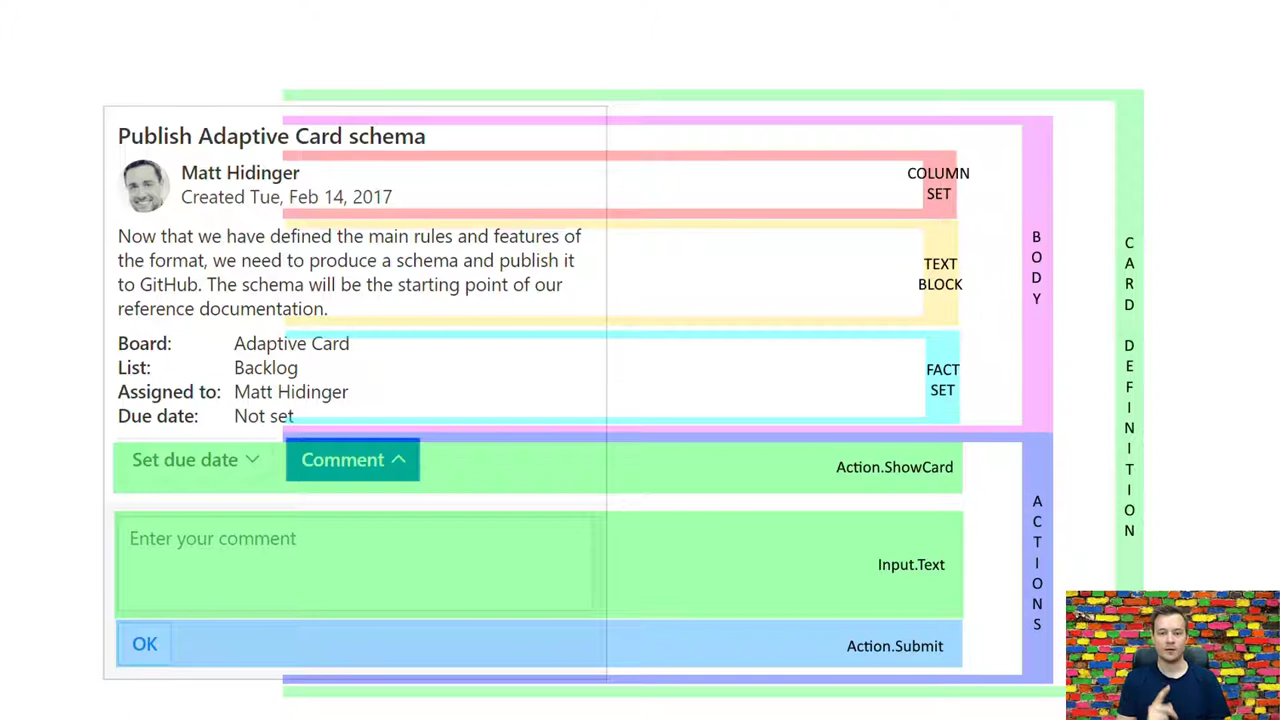 Publish Adaptive Card schema
Matt Hidinger
Created Tue, Feb 14, 2017
COLUMN
SET
Now that we have defined the main rules and features of
the format, we need to produce a schema and publish it
to GitHub. The schema will be the starting point of our
reference documentation.
TEXT
BLOCK
Board: Adaptive Card
List: Backlog
Assigned to: Matt Hidinger
Due date: Not set
FACT
SET
BODY
Set due date Comment
Action.ShowCard
Enter your comment
Input.Text
OK
Action.Submit
ACTIONS
CARD DEFINITION